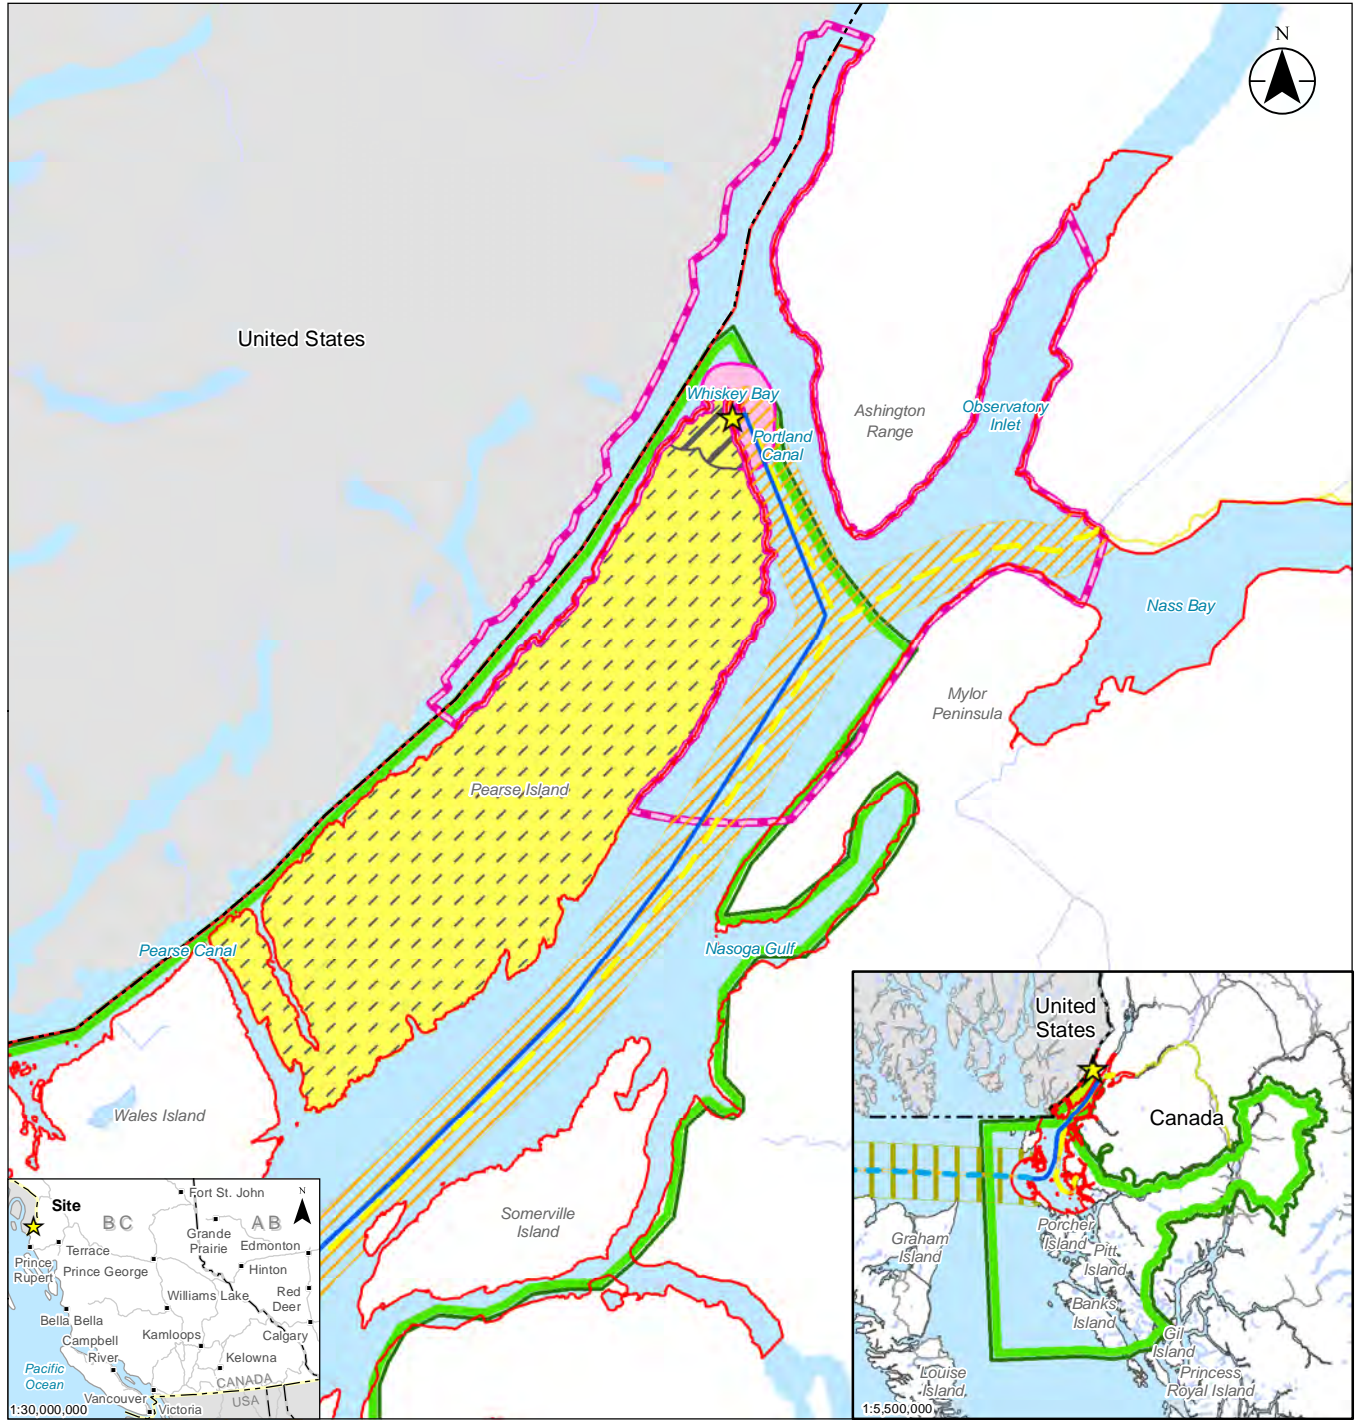 N
United States
Whiskey Bay
Portland
Canal
Ashington
Range
Observatory
Inlet
Nass Bay
Mylor
Peninsula
Pearse Island
Pearse Canal
Nasoga Gulf
Wales Island
Somerville
Island
N
Site
Fort St. John
BC
AB
Grande
Prairie
Edmonton
Terrace
Prince George
Hinton
Prince
Rupert
Williams Lake
Red
Deer
Bella Bella
Campbell
River
Kamloops
Calgary
Kelowna
Pacific
Ocean
CANADA
USA
Vancouver
Victoria
1:30,000,000
United
States
Canada
Graham
Island
Porcher
Island
Pitt
Island
Banks
Island
Gil
Island
Louise
Island
Princess
Royal Island
1:5,500,000